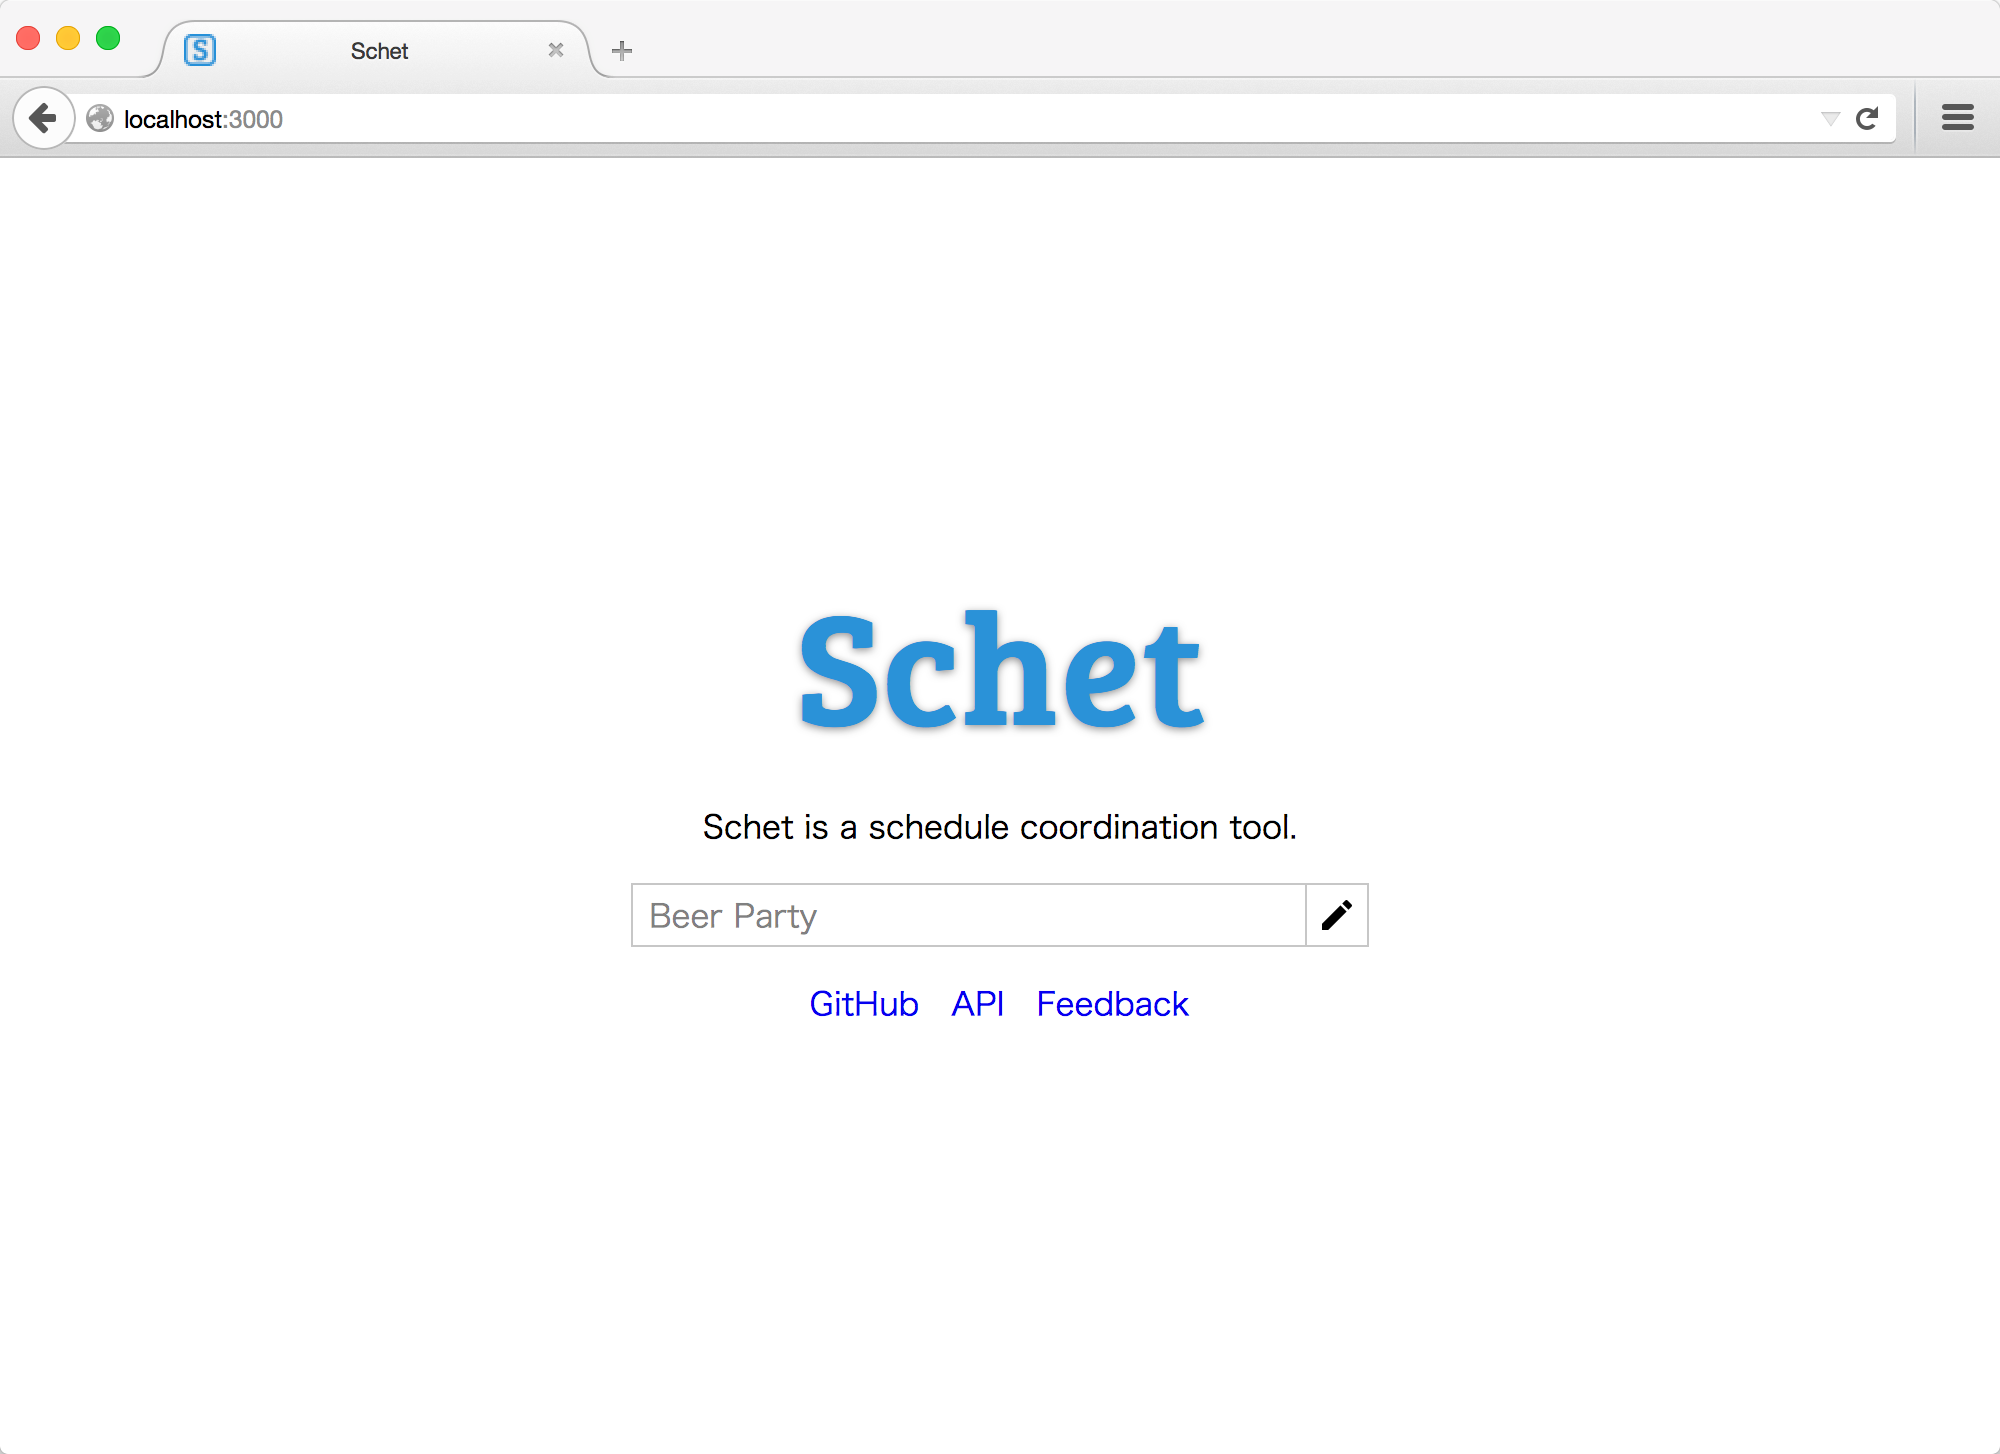 S Schet
localhost:3000
Schet
Schet is a schedule coordination tool.
Beer Party
GitHub API Feedback